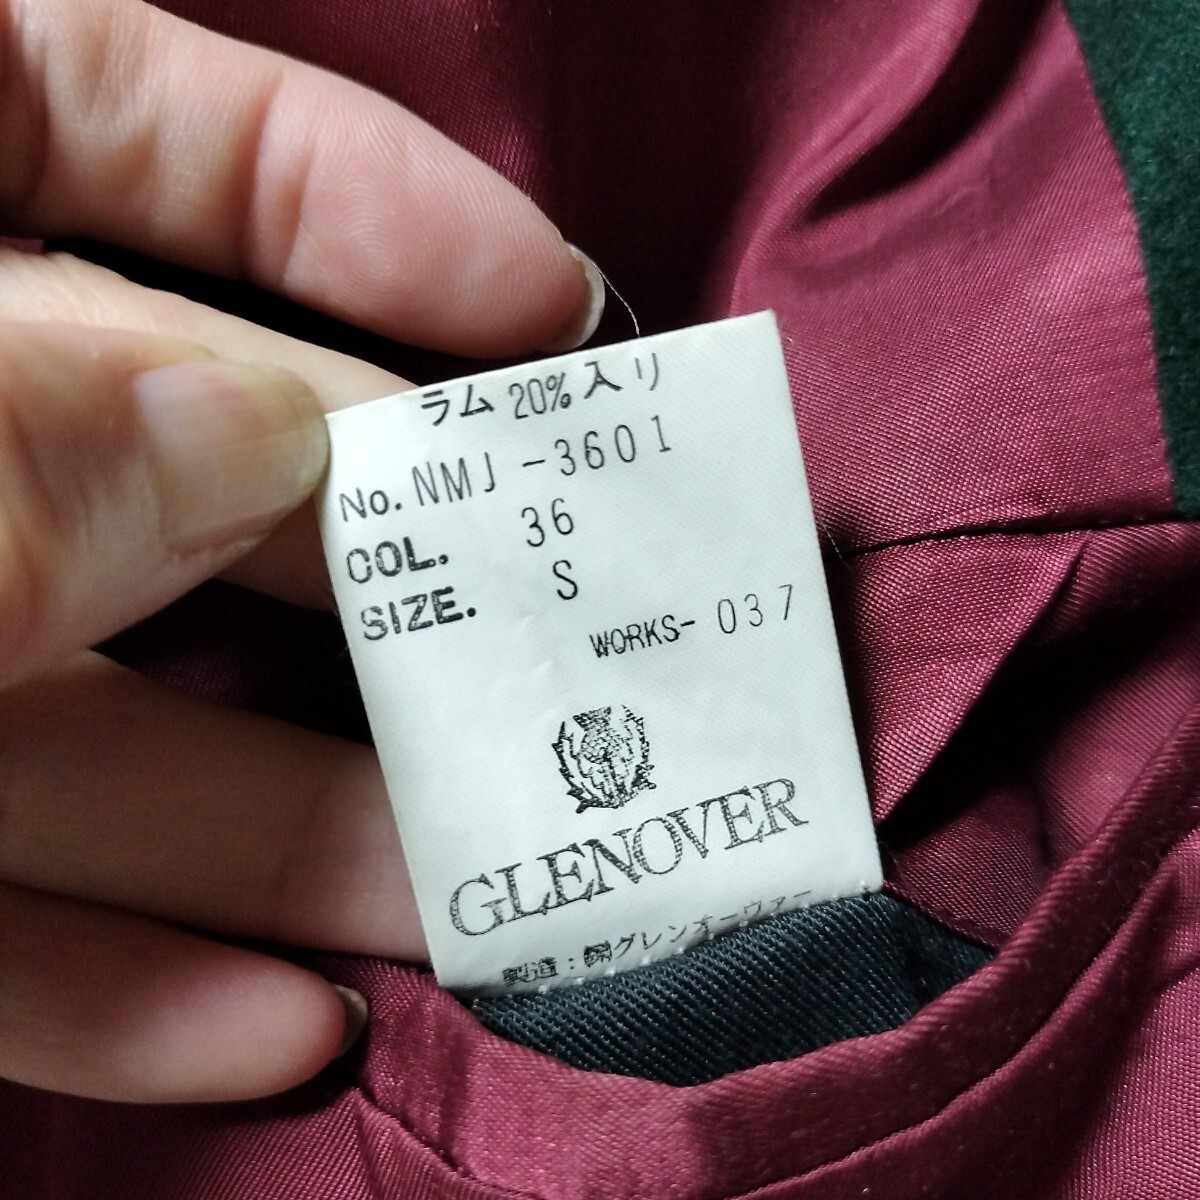 ラム 20% 入り
No. NMJ-3601
COL. 36
SIZE. S
WORKS-037
GLENOVER
製造:㈱グレンオーヴァー